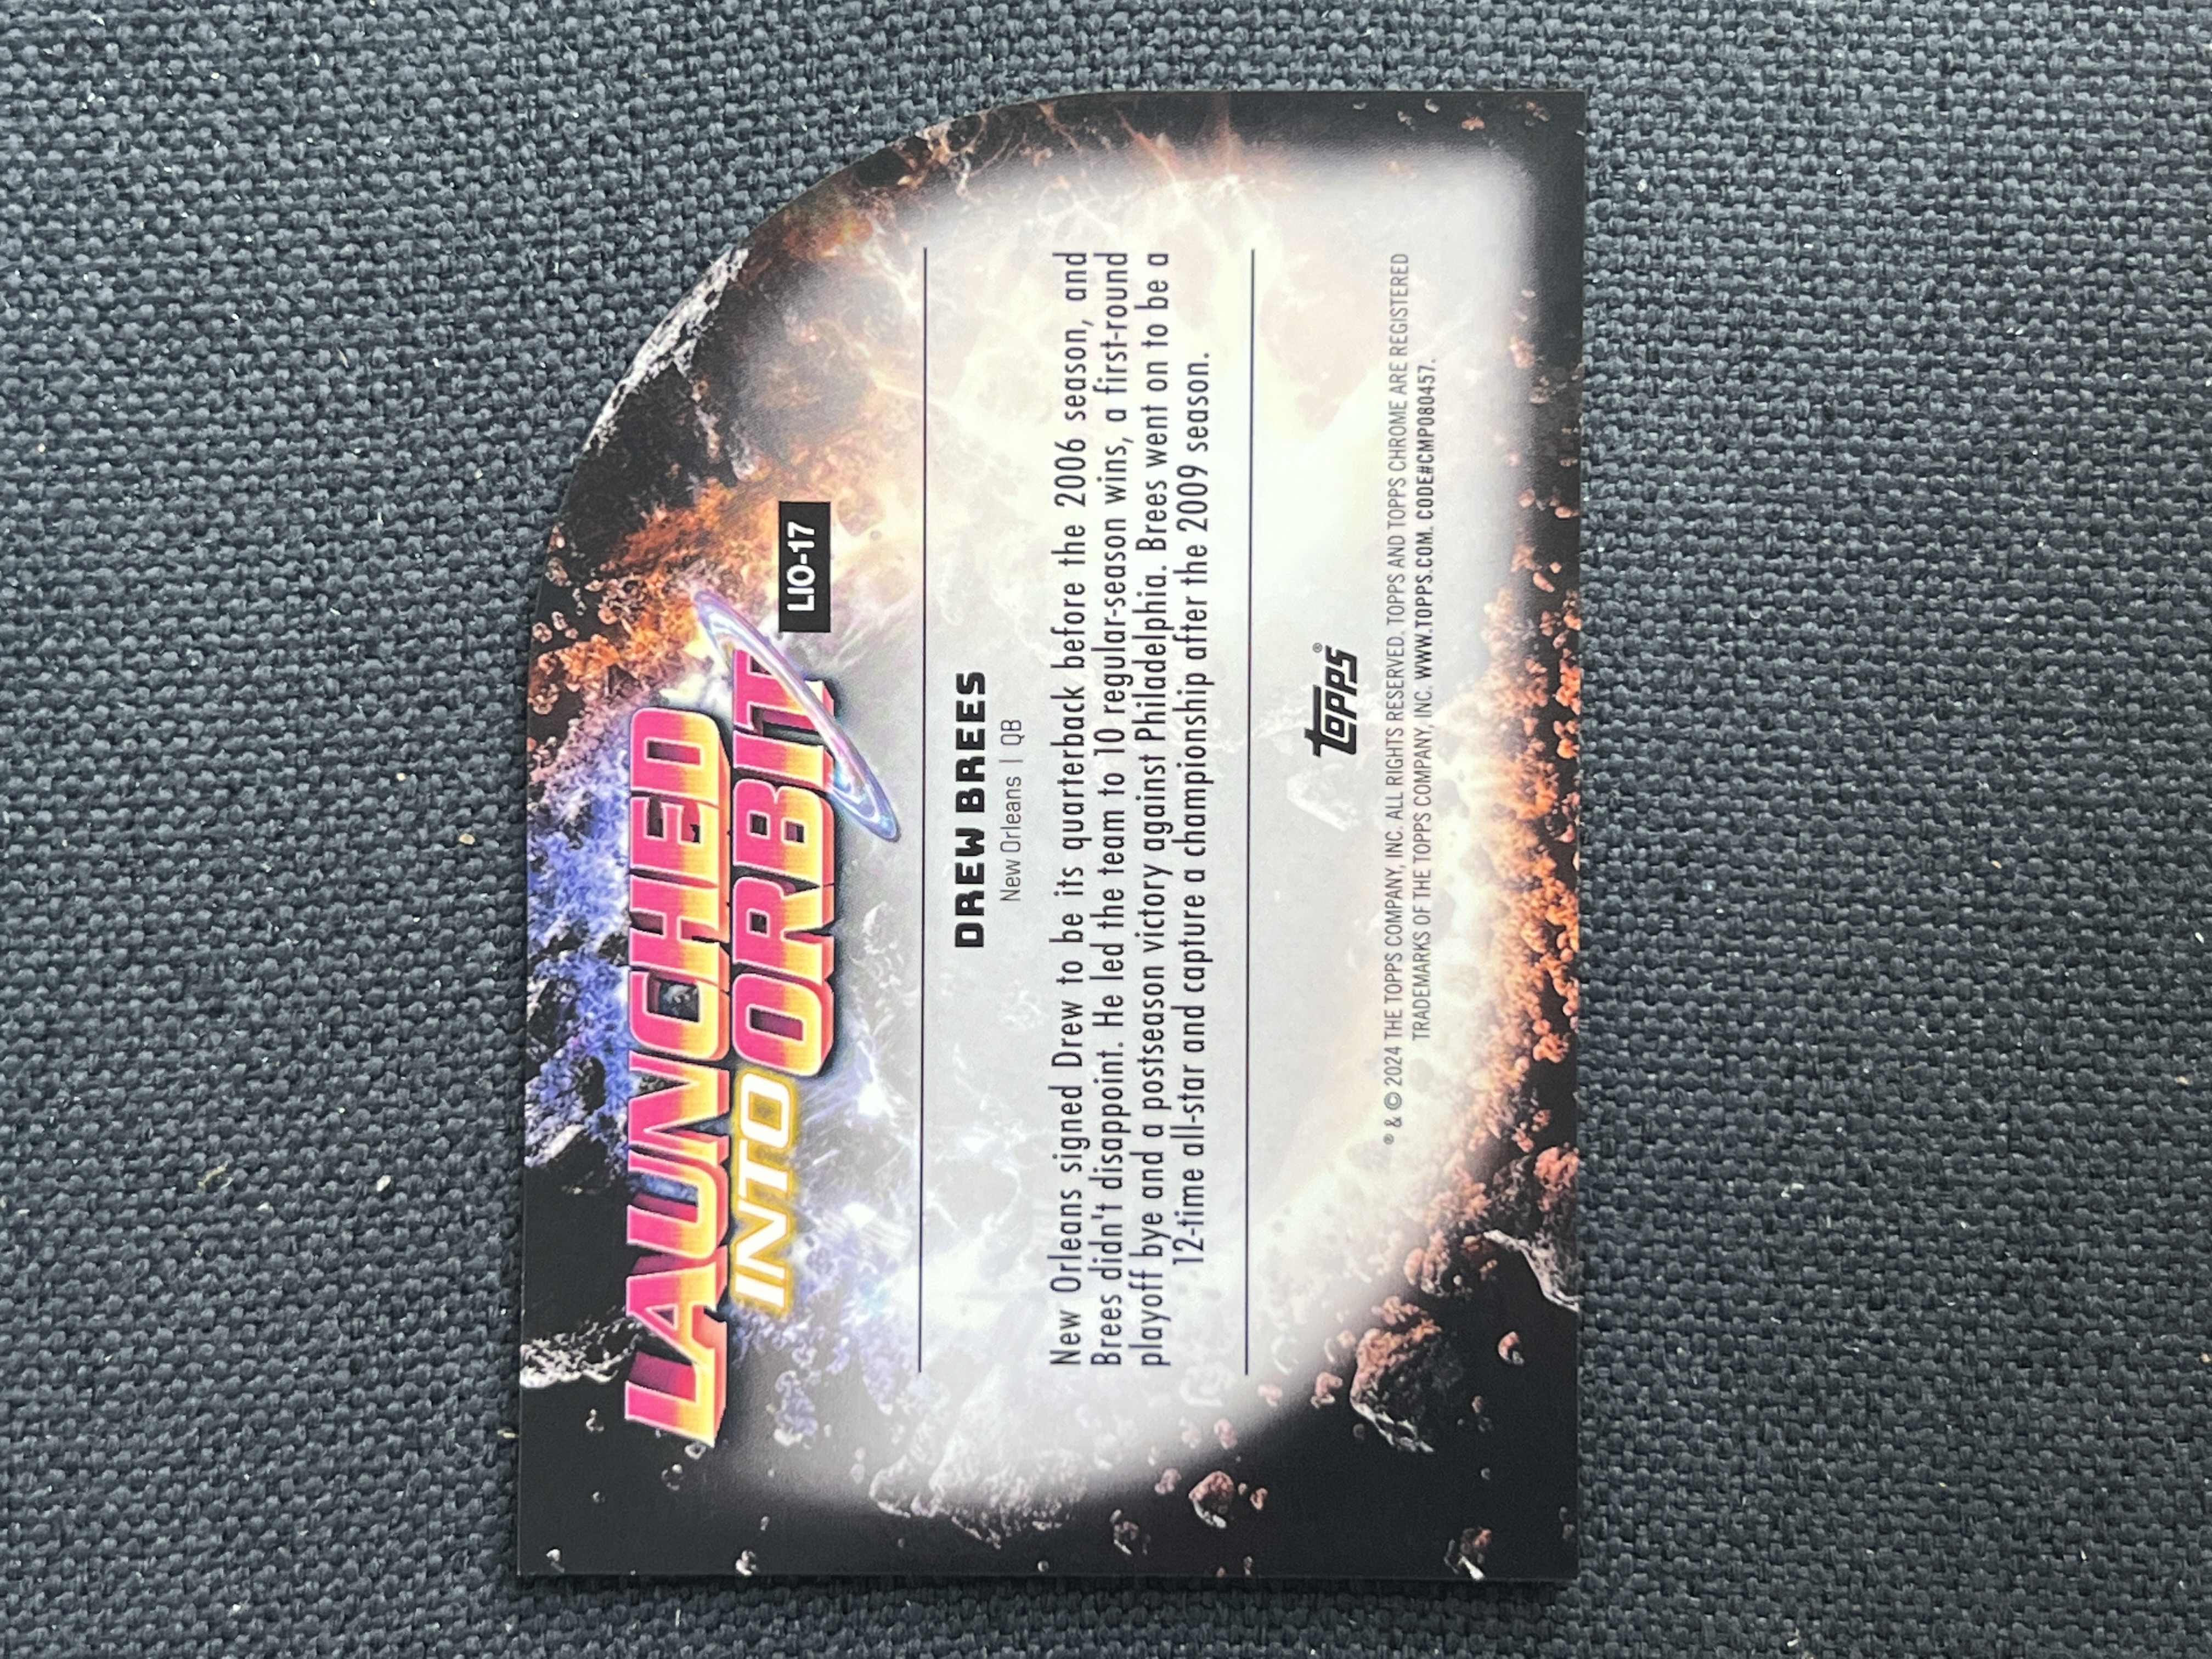 LAUNCHED
INTO ORBIT
LIO-17
DREW BREES
New Orleans | QB
New Orleans signed Drew to be its quarterback before the 2006 season, and
Brees didn't disappoint. He led the team to 10 regular-season wins, a first-round
playoff bye and a postseason victory against Philadelphia. Brees went on to be a
12-time all-star and capture a championship after the 2009 season.
topps®
® & © 2024 THE TOPPS COMPANY, INC. ALL RIGHTS RESERVED. TOPPS AND TOPPS CHROME ARE REGISTERED
TRADEMARKS OF THE TOPPS COMPANY, INC. WWW.TOPPS.COM. CODE#CMP080457.